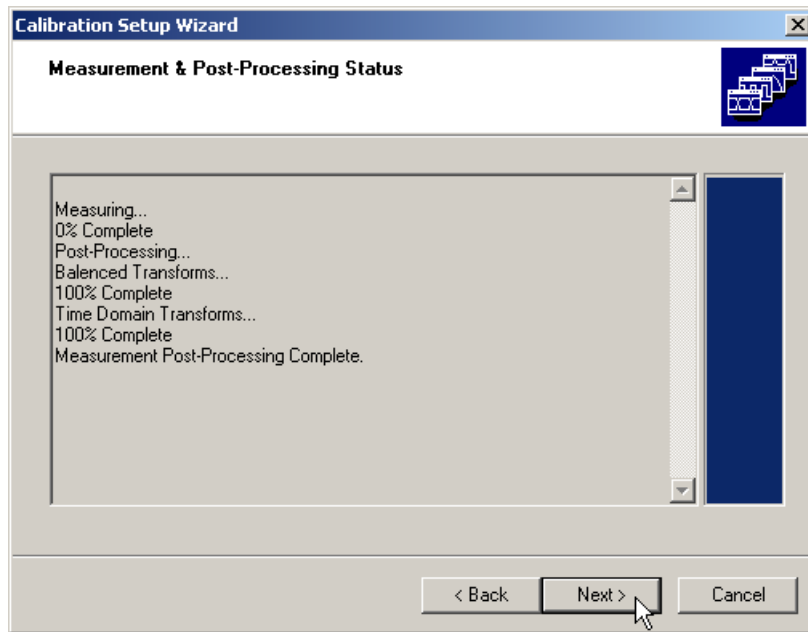 Calibration Setup Wizard
Measurement & Post-Processing Status
Measuring...
0% Complete
Post-Processing...
Balenced Transforms...
100% Complete
Time Domain Transforms...
100% Complete
Measurement Post-Processing Complete.
< Back
Next >
Cancel